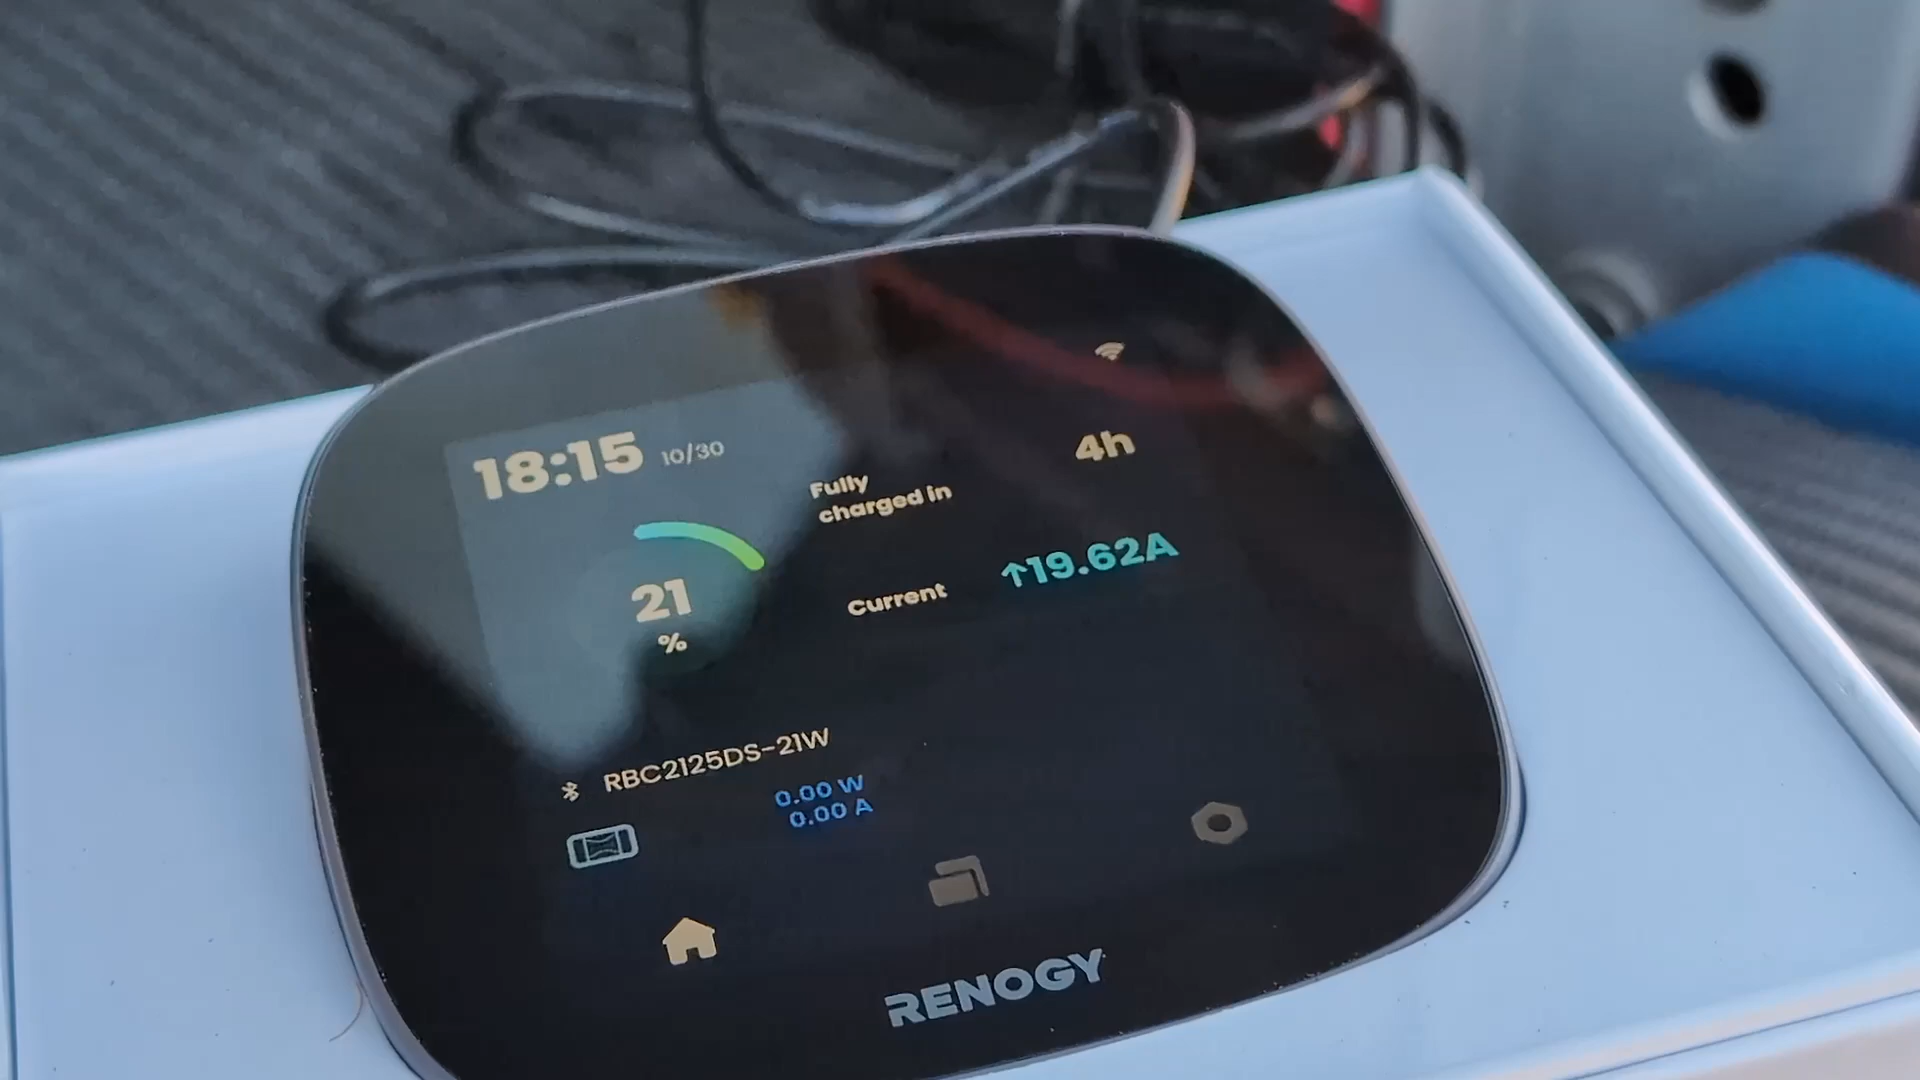 18:15 10/30
4h
Fully
charged in
↑19.62A
Current
21
%
RBC2125DS-21W
0.00 W
0.00 A
RENOGY